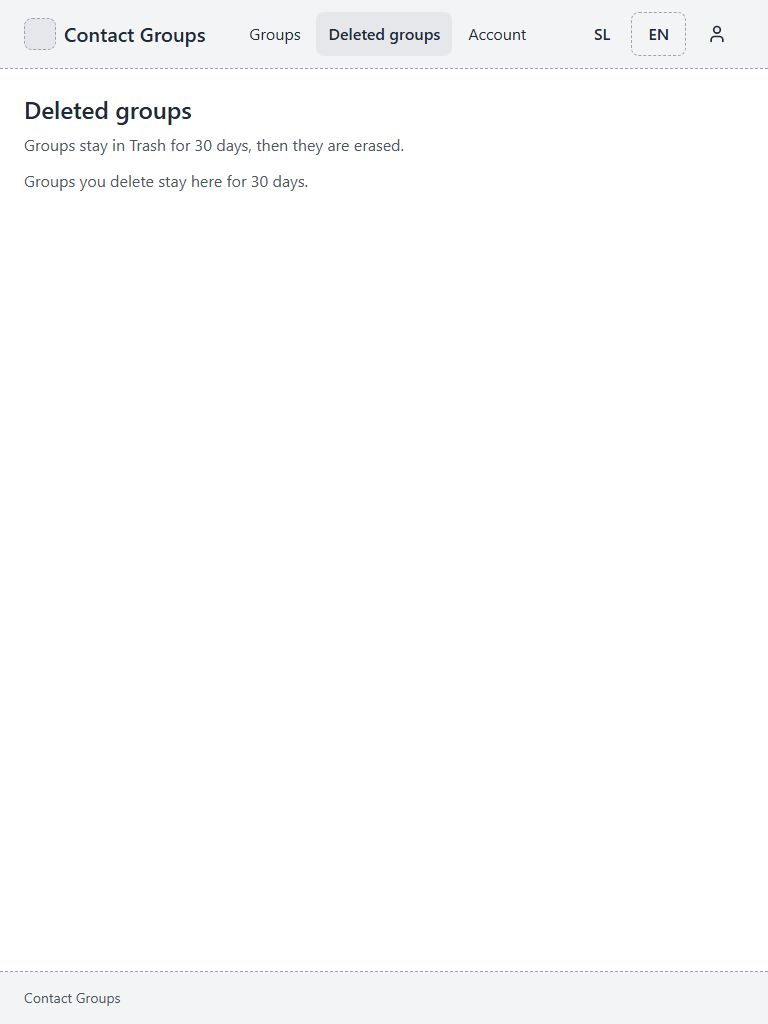 Contact Groups
Groups
Deleted groups
Account
SL
EN
Deleted groups
Groups stay in Trash for 30 days, then they are erased.
Groups you delete stay here for 30 days.
Contact Groups